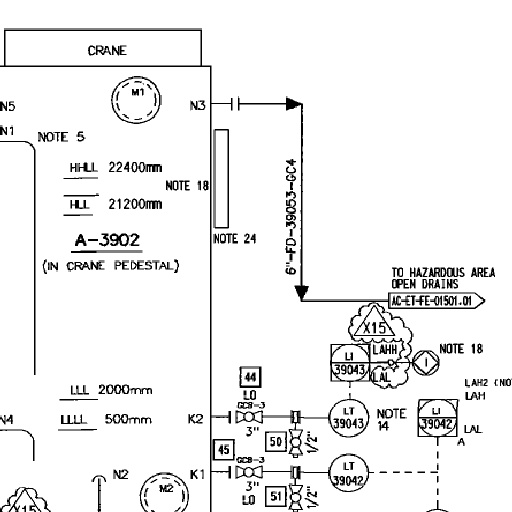 CRANE
M1
N5
N3
N1
NOTE 5
HHLL 22400mm
NOTE 18
HLL 21200mm
A-3902
(IN CRANE PEDESTAL)
NOTE 24
6"-FD-39053-GC4
TO HAZARDOUS AREA
OPEN DRAINS
AC-ET-FE-01501.01
X15
LAHH
NOTE 18
LI
39043
I
LAL
LLL 2000mm
LLLL 500mm
44
LO
GCB-3
LAH2 (NO
LAH
N4
K2
3"
50
1/2"
LT
39043
NOTE
14
LI
39042
LAL
A
45
GCB-3
N2
K1
3"
LO
51
1/2"
LT
39042
M2
X15